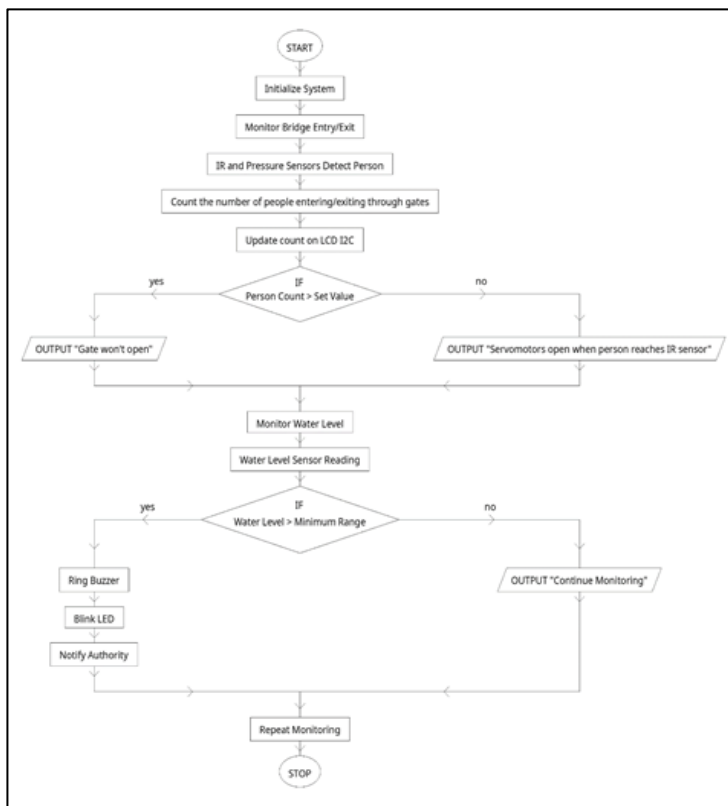 START
Initialize System
Monitor Bridge Entry/Exit
IR and Pressure Sensors Detect Person
Count the number of people entering/exiting through gates
Update count on LCD I2C
yes
IF
no
Person Count > Set Value
OUTPUT "Gate won't open"
OUTPUT "Servomotors open when person reaches IR sensor"
Monitor Water Level
Water Level Sensor Reading
yes
IF
no
Water Level > Minimum Range
Ring Buzzer
OUTPUT "Continue Monitoring"
Blink LED
Notify Authority
Repeat Monitoring
STOP